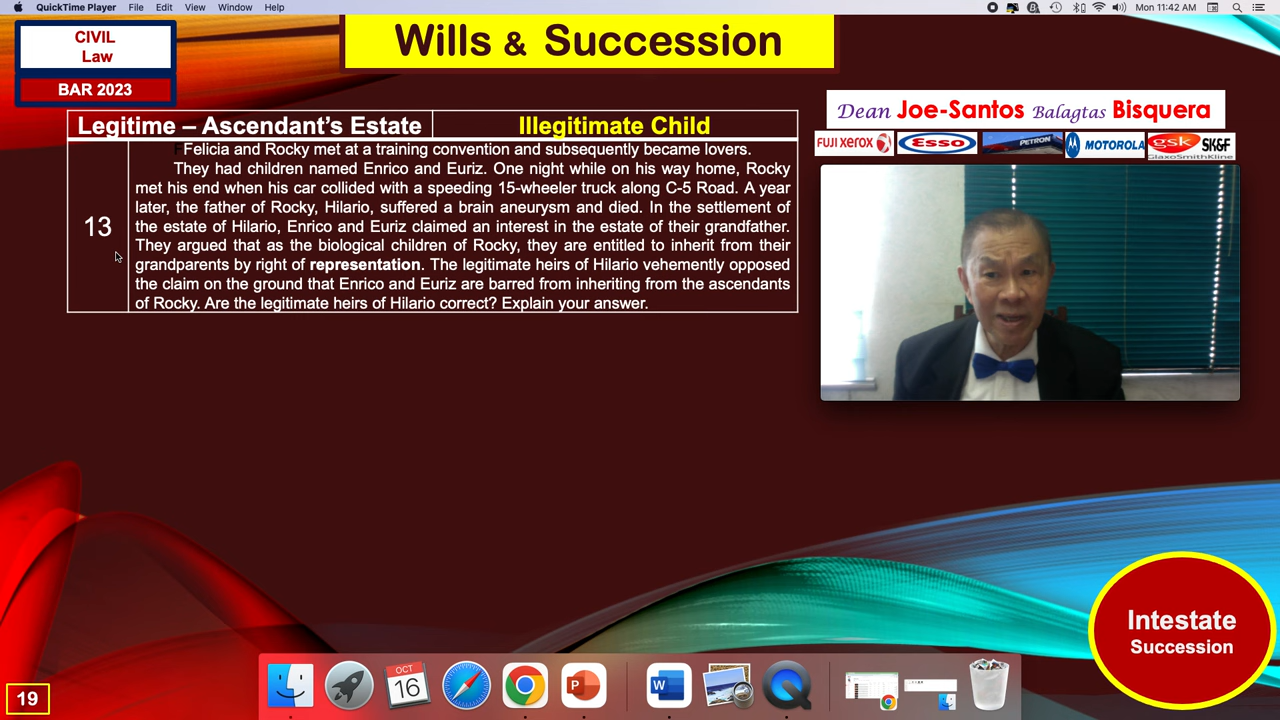 QuickTime Player File Edit View Window Help Mon 11:42 AM
CIVIL
Law
BAR 2023
Wills & Succession
Dean Joe-Santos Balagtas Bisquera
FUJI XEROX Esso PETRON MOTOROLA gsk SK&F
GlaxoSmithKline
Legitime – Ascendant's Estate Illegitimate Child
13
Felicia and Rocky met at a training convention and subsequently became lovers.
They had children named Enrico and Euriz. One night while on his way home, Rocky
met his end when his car collided with a speeding 15-wheeler truck along C-5 Road. A year
later, the father of Rocky, Hilario, suffered a brain aneurysm and died. In the settlement of
the estate of Hilario, Enrico and Euriz claimed an interest in the estate of their grandfather.
They argued that as the biological children of Rocky, they are entitled to inherit from their
grandparents by right of representation. The legitimate heirs of Hilario vehemently opposed
the claim on the ground that Enrico and Euriz are barred from inheriting from the ascendants
of Rocky. Are the legitimate heirs of Hilario correct? Explain your answer.
Intestate
Succession
OCT
16
P
W
19